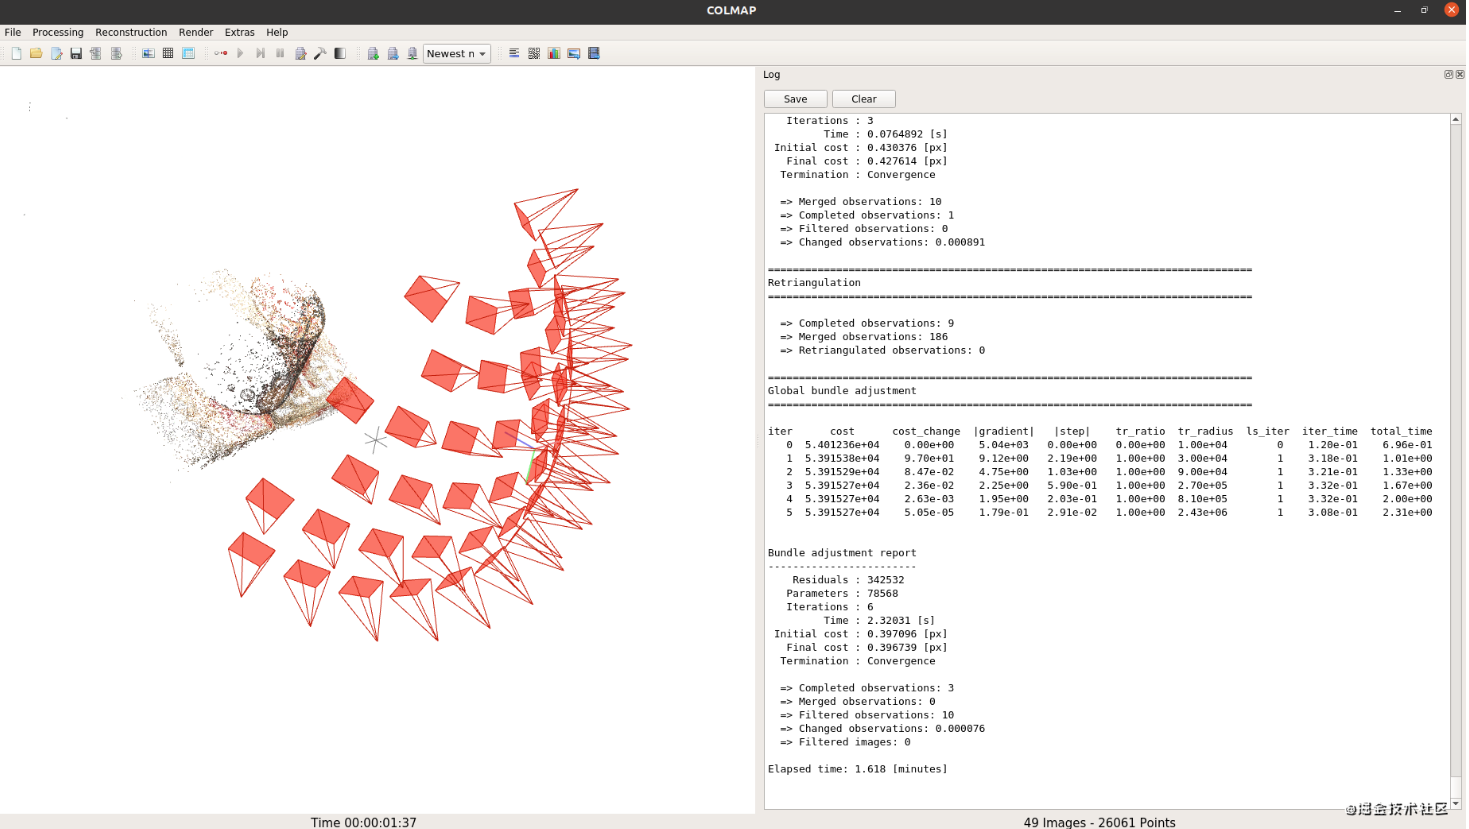 COLMAP
File Processing Reconstruction Render Extras Help
Newest n
Log
Save Clear
Iterations : 3
Time : 0.0764892 [s]
Initial cost : 0.430376 [px]
Final cost : 0.427614 [px]
Termination : Convergence
=> Merged observations: 10
=> Completed observations: 1
=> Filtered observations: 0
=> Changed observations: 0.000891
==============================================================================
Retriangulation
==============================================================================
=> Completed observations: 9
=> Merged observations: 186
=> Retriangulated observations: 0
==============================================================================
Global bundle adjustment
==============================================================================
iter cost cost_change |gradient| |step| tr_ratio tr_radius ls_iter iter_time total_time
0 5.401236e+04 0.00e+00 5.04e+03 0.00e+00 0.00e+00 1.00e+04 0 1.20e-01 6.96e-01
1 5.391538e+04 9.70e+01 9.12e+00 2.19e+00 1.00e+00 3.00e+04 1 3.18e-01 1.01e+00
2 5.391529e+04 8.47e-02 4.75e+00 1.03e+00 1.00e+00 9.00e+04 1 3.21e-01 1.33e+00
3 5.391527e+04 2.36e-02 2.25e+00 5.90e-01 1.00e+00 2.70e+05 1 3.32e-01 1.67e+00
4 5.391527e+04 2.63e-03 1.95e+00 2.03e-01 1.00e+00 8.10e+05 1 3.32e-01 2.00e+00
5 5.391527e+04 5.05e-05 1.79e-01 2.91e-02 1.00e+00 2.43e+06 1 3.08e-01 2.31e+00
Bundle adjustment report
------------------------
Residuals : 342532
Parameters : 78568
Iterations : 6
Time : 2.32031 [s]
Initial cost : 0.397096 [px]
Final cost : 0.396739 [px]
Termination : Convergence
=> Completed observations: 3
=> Merged observations: 0
=> Filtered observations: 10
=> Changed observations: 0.000076
=> Filtered images: 0
Elapsed time: 1.618 [minutes]
@掘金技术社区
Time 00:00:01:37
49 Images - 26061 Points